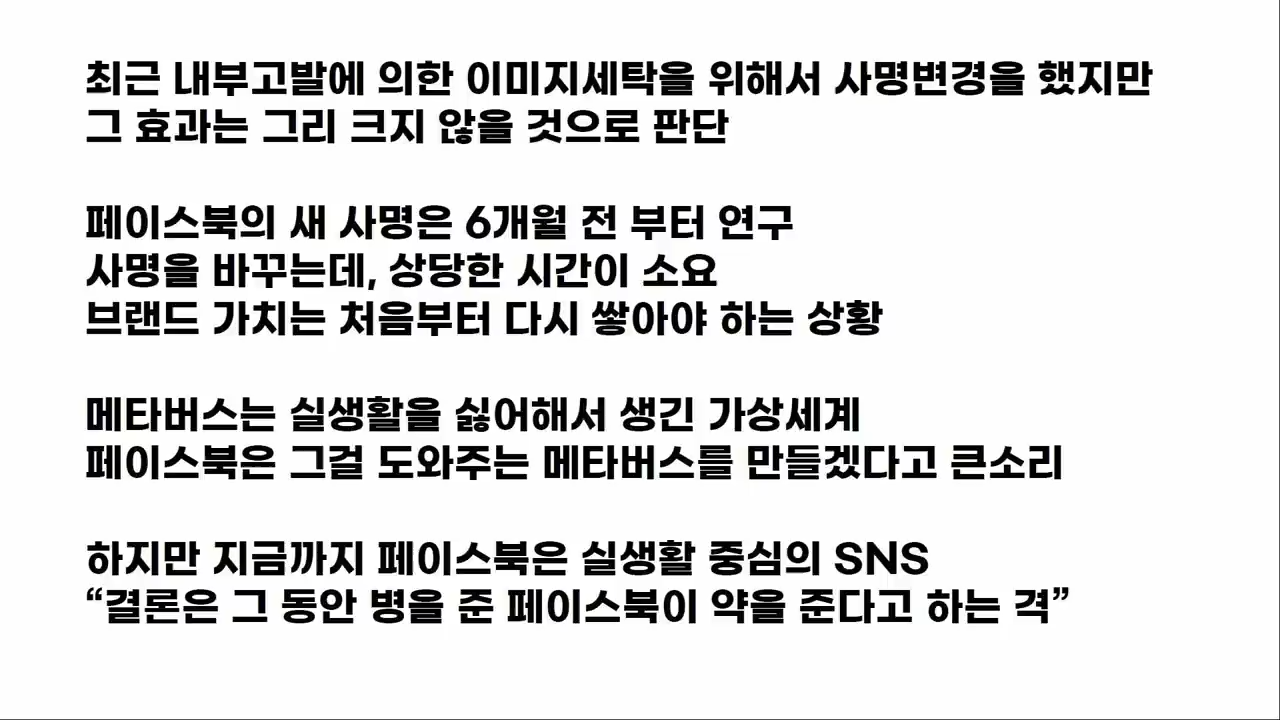 최근 내부고발에 의한 이미지세탁을 위해서 사명변경을 했지만
그 효과는 그리 크지 않을 것으로 판단
페이스북의 새 사명은 6개월 전 부터 연구
사명을 바꾸는데, 상당한 시간이 소요
브랜드 가치는 처음부터 다시 쌓아야 하는 상황
메타버스는 실생활을 싫어해서 생긴 가상세계
페이스북은 그걸 도와주는 메타버스를 만들겠다고 큰소리
하지만 지금까지 페이스북은 실생활 중심의 SNS
“결론은 그 동안 병을 준 페이스북이 약을 준다고 하는 격”